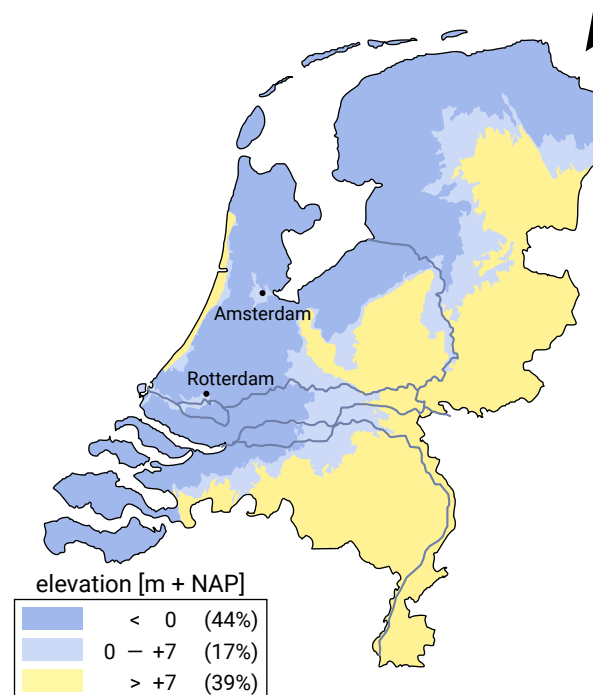 Amsterdam
Rotterdam
elevation [m + NAP]
< 0 (44%)
0 – +7 (17%)
> +7 (39%)